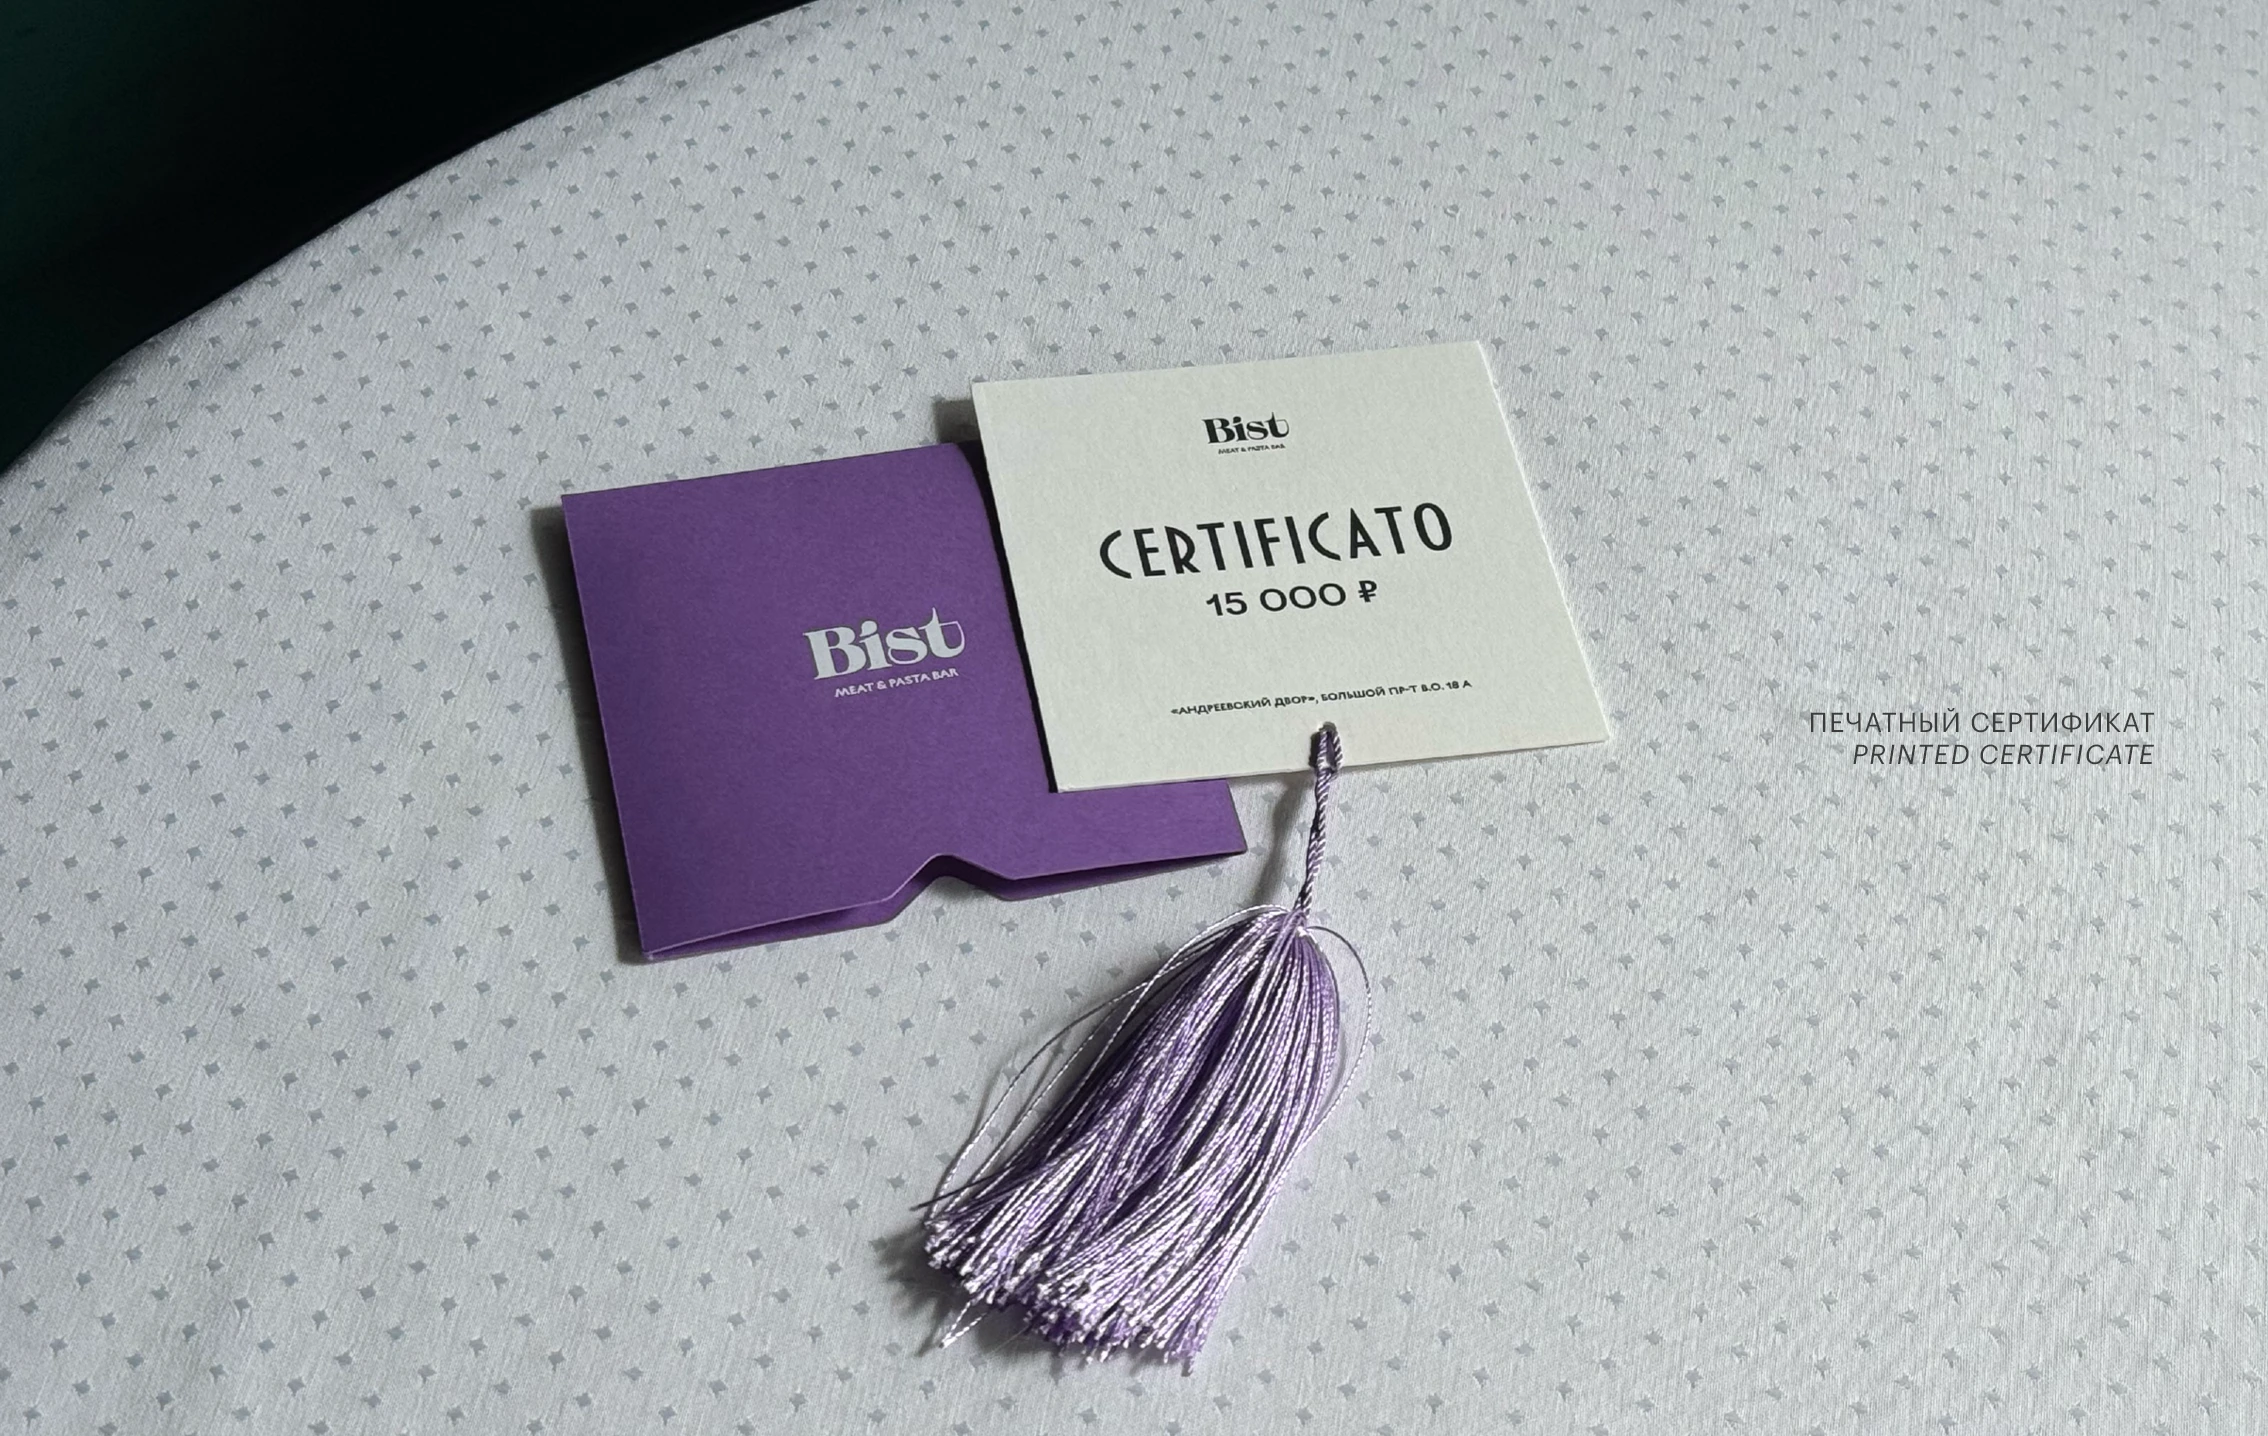 Bist
MEAT & PASTA BAR
Bist
MEAT & PASTA BAR
CERTIFICATO
15 000 ₽
«АНДРЕЕВСКИЙ ДВОР», БОЛЬШОЙ ПР-Т В.О. 18 А
ПЕЧАТНЫЙ СЕРТИФИКАТ
PRINTED CERTIFICATE